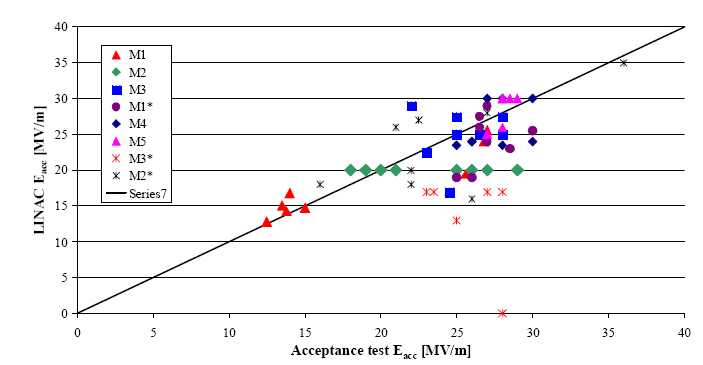 40
35
30
25
20
15
10
5
0
LINAC Eacc [MV/m]
M1
M2
M3
M1*
M4
M5
M3*
M2*
Series7
0 5 10 15 20 25 30 35 40
Acceptance test Eacc [MV/m]